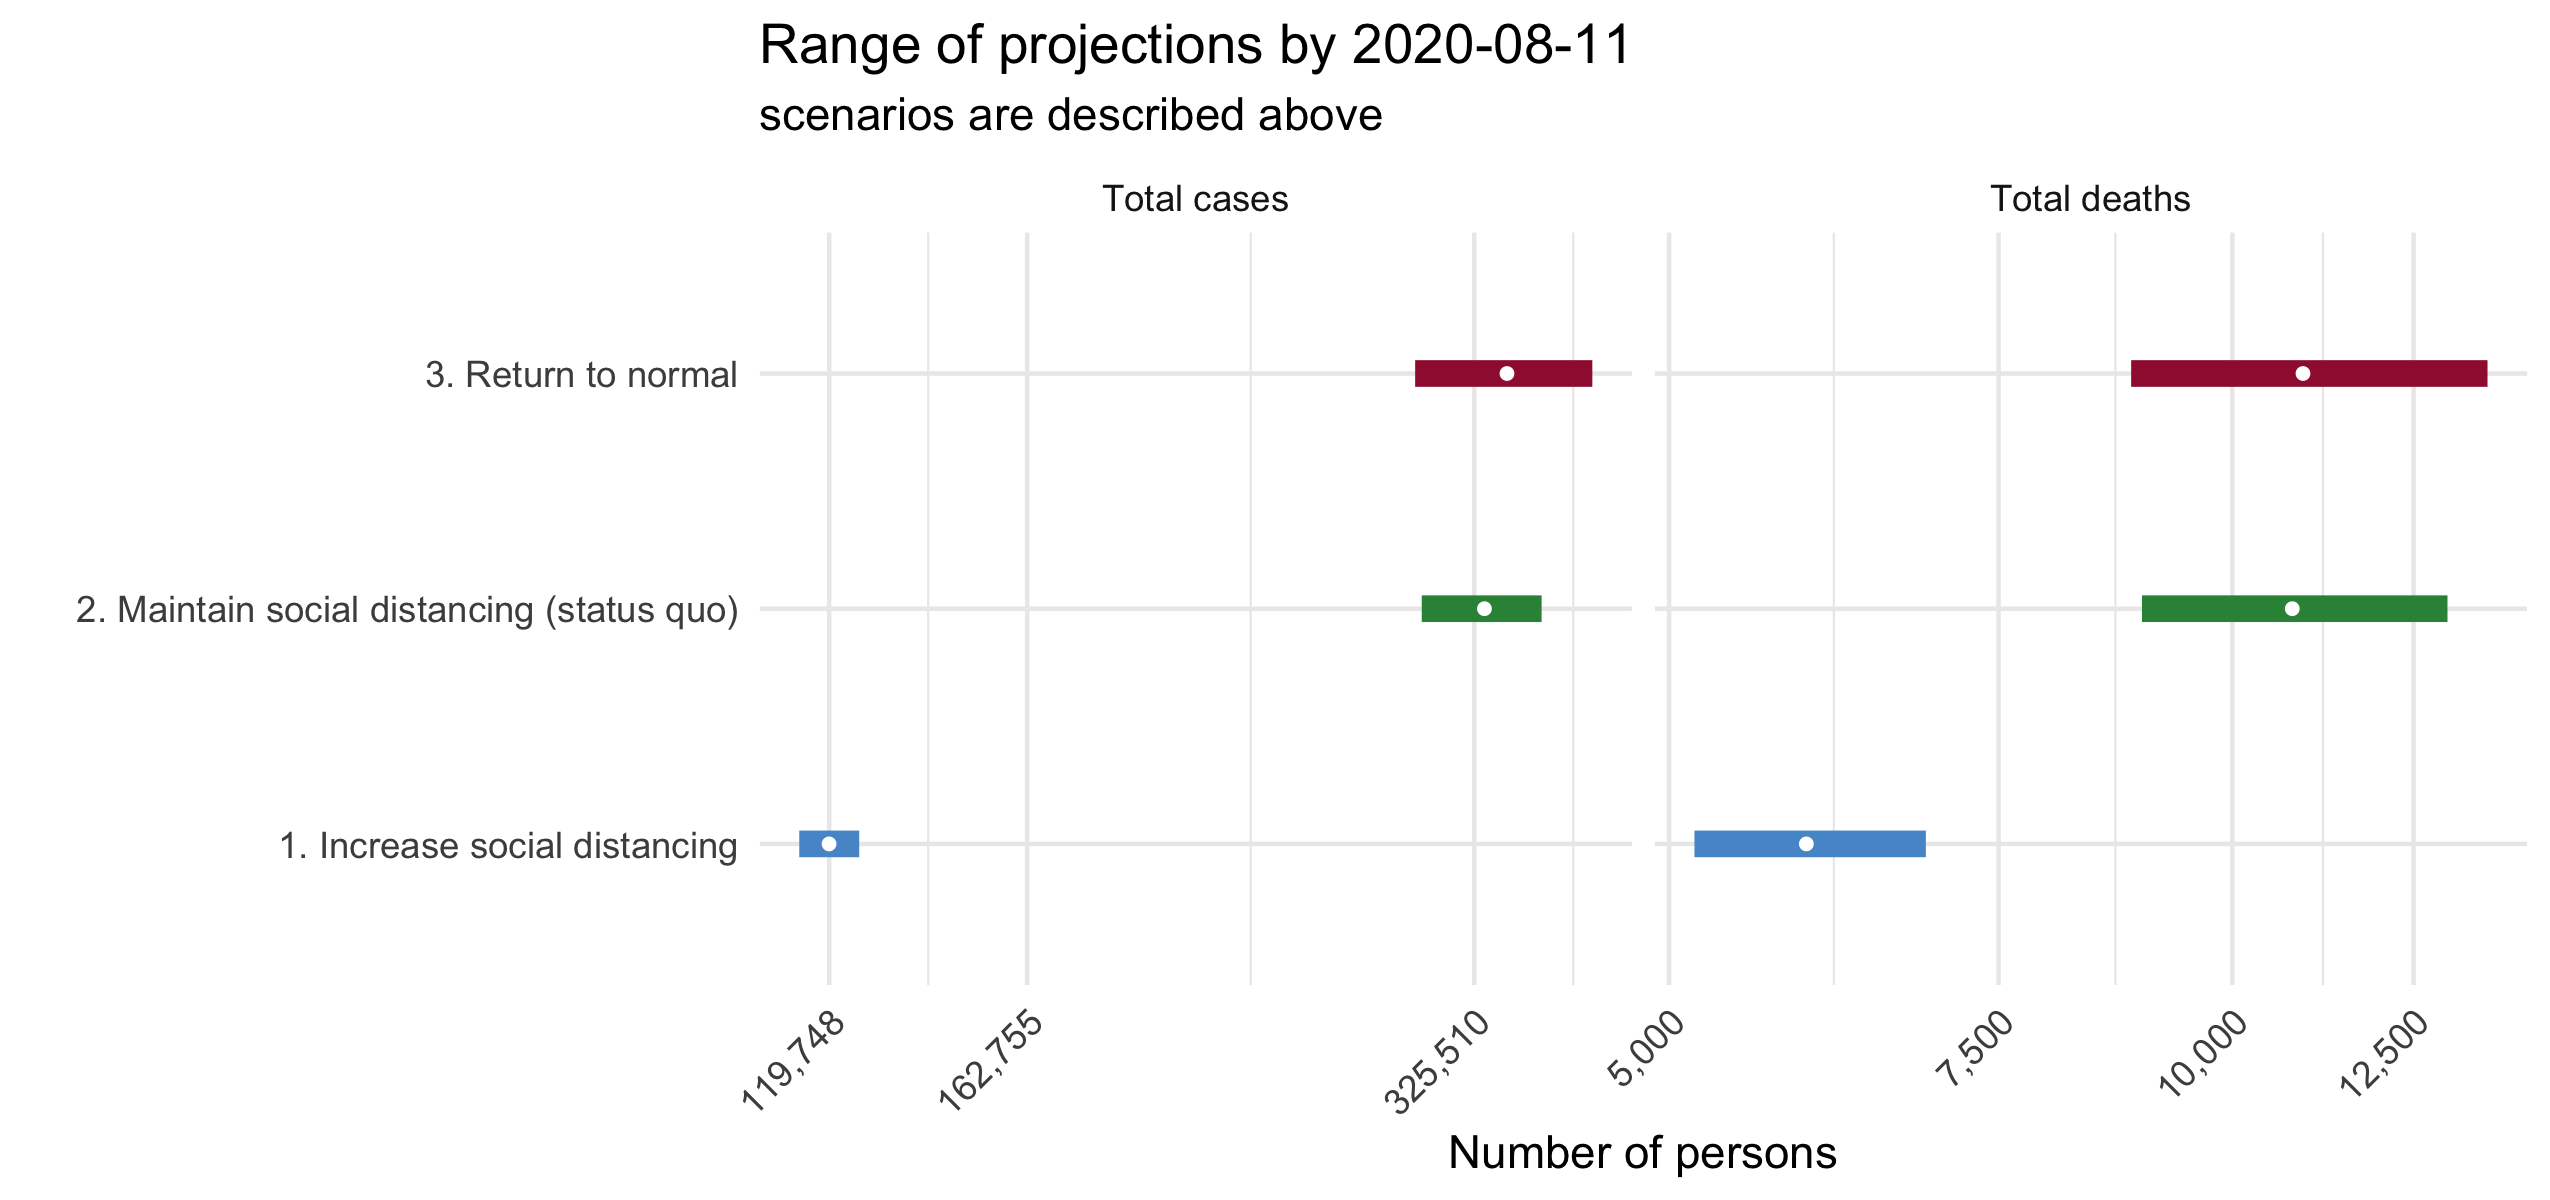 Range of projections by 2020-08-11
scenarios are described above
Total cases
Total deaths
3. Return to normal
2. Maintain social distancing (status quo)
1. Increase social distancing
119,748
162,755
325,510
5,000
7,500
10,000
12,500
Number of persons